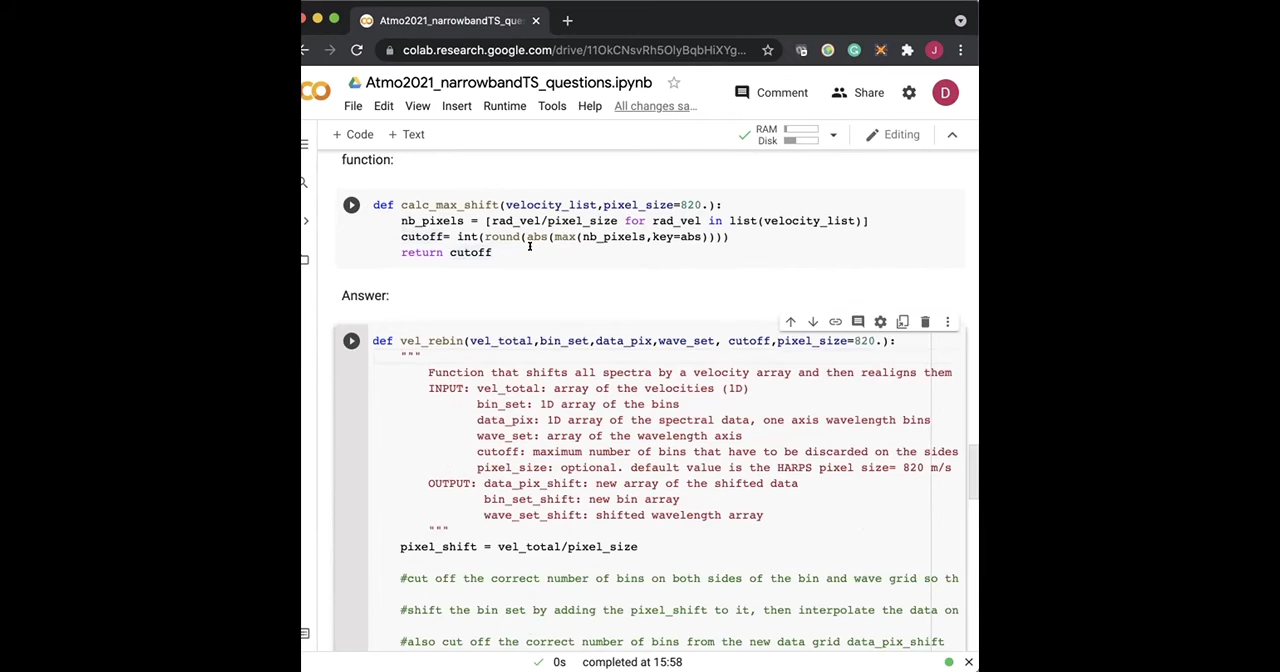 Atmo2021_narrowbandTS_que
colab.research.google.com/drive/11OkCNsvRh5OlyBqbHiXYg...
J
Atmo2021_narrowbandTS_questions.ipynb
Comment
Share
D
File Edit View Insert Runtime Tools Help All changes sa...
+ Code + Text
RAM
Disk
Editing
function:
def calc_max_shift(velocity_list,pixel_size=820.):
nb_pixels = [rad_vel/pixel_size for rad_vel in list(velocity_list)]
cutoff= int(round(abs(max(nb_pixels,key=abs))))
return cutoff
Answer:
def vel_rebin(vel_total,bin_set,data_pix,wave_set, cutoff,pixel_size=820.):
"""
Function that shifts all spectra by a velocity array and then realigns them
INPUT: vel_total: array of the velocities (1D)
bin_set: 1D array of the bins
data_pix: 1D array of the spectral data, one axis wavelength bins
wave_set: array of the wavelength axis
cutoff: maximum number of bins that have to be discarded on the sides
pixel_size: optional. default value is the HARPS pixel size= 820 m/s
OUTPUT: data_pix_shift: new array of the shifted data
bin_set_shift: new bin array
wave_set_shift: shifted wavelength array
"""
pixel_shift = vel_total/pixel_size
#cut off the correct number of bins on both sides of the bin and wave grid so th
#shift the bin set by adding the pixel_shift to it, then interpolate the data on
#also cut off the correct number of bins from the new data grid data_pix_shift
0s completed at 15:58